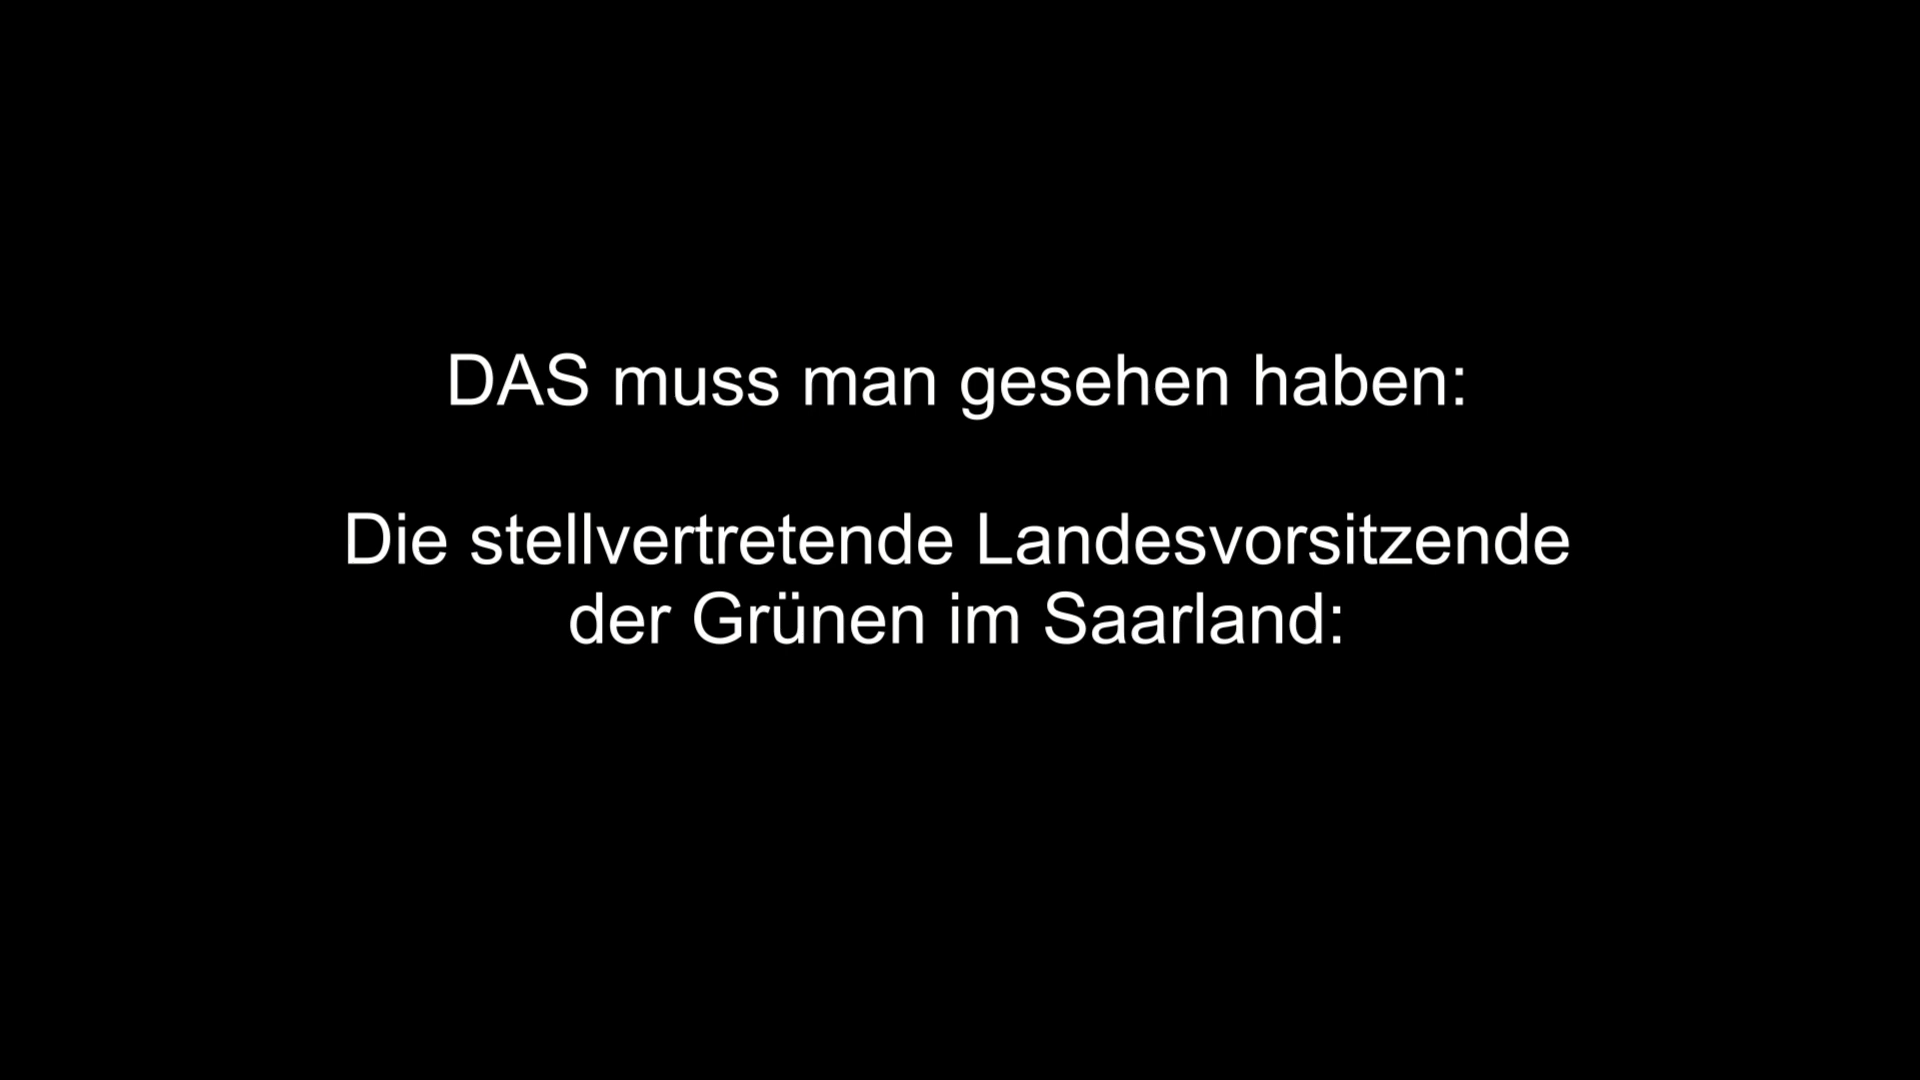 DAS muss man gesehen haben:
Die stellvertretende Landesvorsitzende
der Grünen im Saarland: